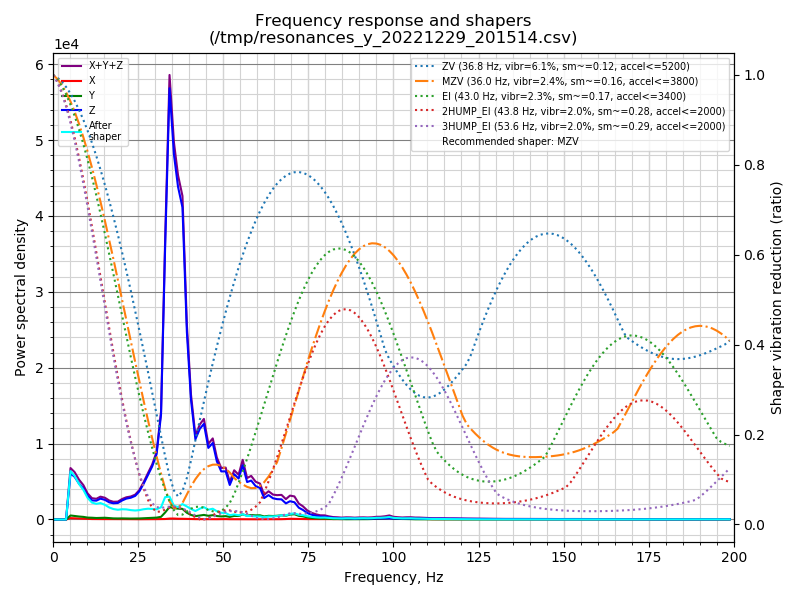 Frequency response and shapers
(/tmp/resonances_y_20221229_201514.csv)
1e4
X+Y+Z
X
Y
Z
After
shaper
ZV (36.8 Hz, vibr=6.1%, sm~=0.12, accel<=5200)
MZV (36.0 Hz, vibr=2.4%, sm~=0.16, accel<=3800)
EI (43.0 Hz, vibr=2.3%, sm~=0.17, accel<=3400)
2HUMP_EI (43.8 Hz, vibr=2.0%, sm~=0.28, accel<=2000)
3HUMP_EI (53.6 Hz, vibr=2.0%, sm~=0.29, accel<=2000)
Recommended shaper: MZV
6
5
4
3
2
1
0
Power spectral density
1.0
0.8
0.6
0.4
0.2
0.0
Shaper vibration reduction (ratio)
0 25 50 75 100 125 150 175 200
Frequency, Hz